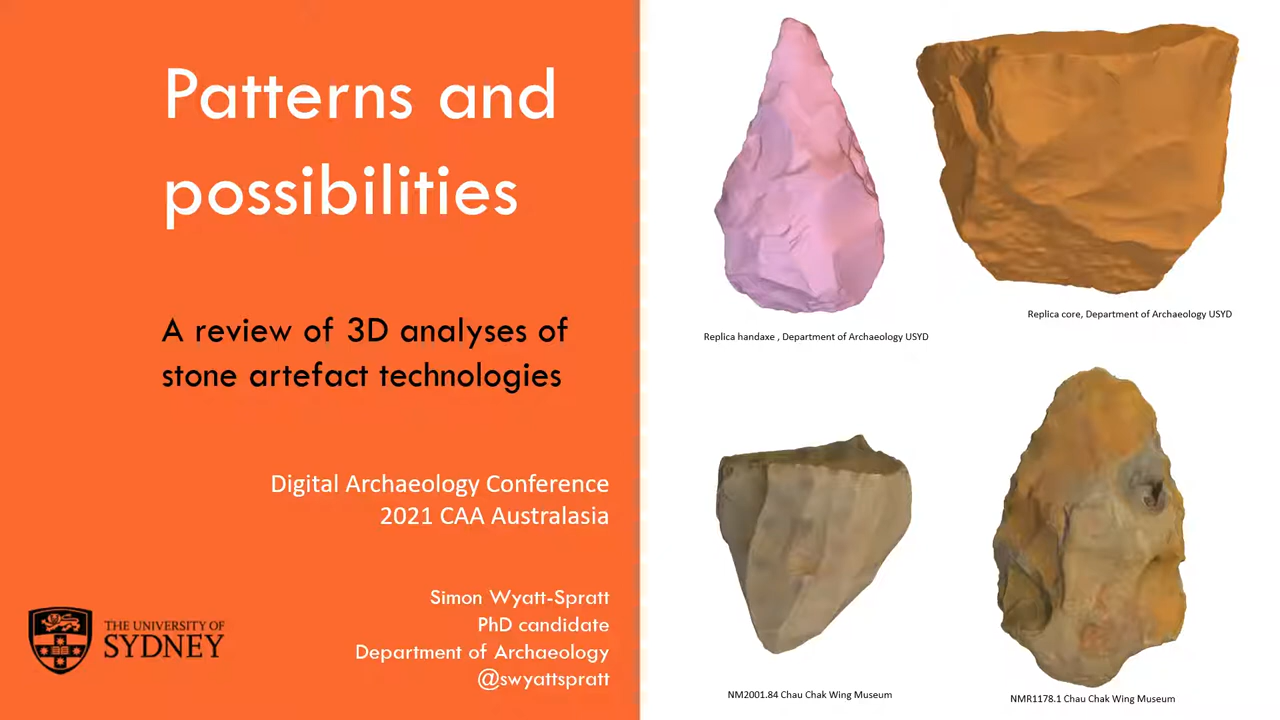 Patterns and
possibilities
A review of 3D analyses of
stone artefact technologies
Digital Archaeology Conference
2021 CAA Australasia
Simon Wyatt-Spratt
PhD candidate
Department of Archaeology
@swyattspratt
THE UNIVERSITY OF
SYDNEY
Replica handaxe , Department of Archaeology USYD
Replica core, Department of Archaeology USYD
NM2001.84 Chau Chak Wing Museum
NMR1178.1 Chau Chak Wing Museum